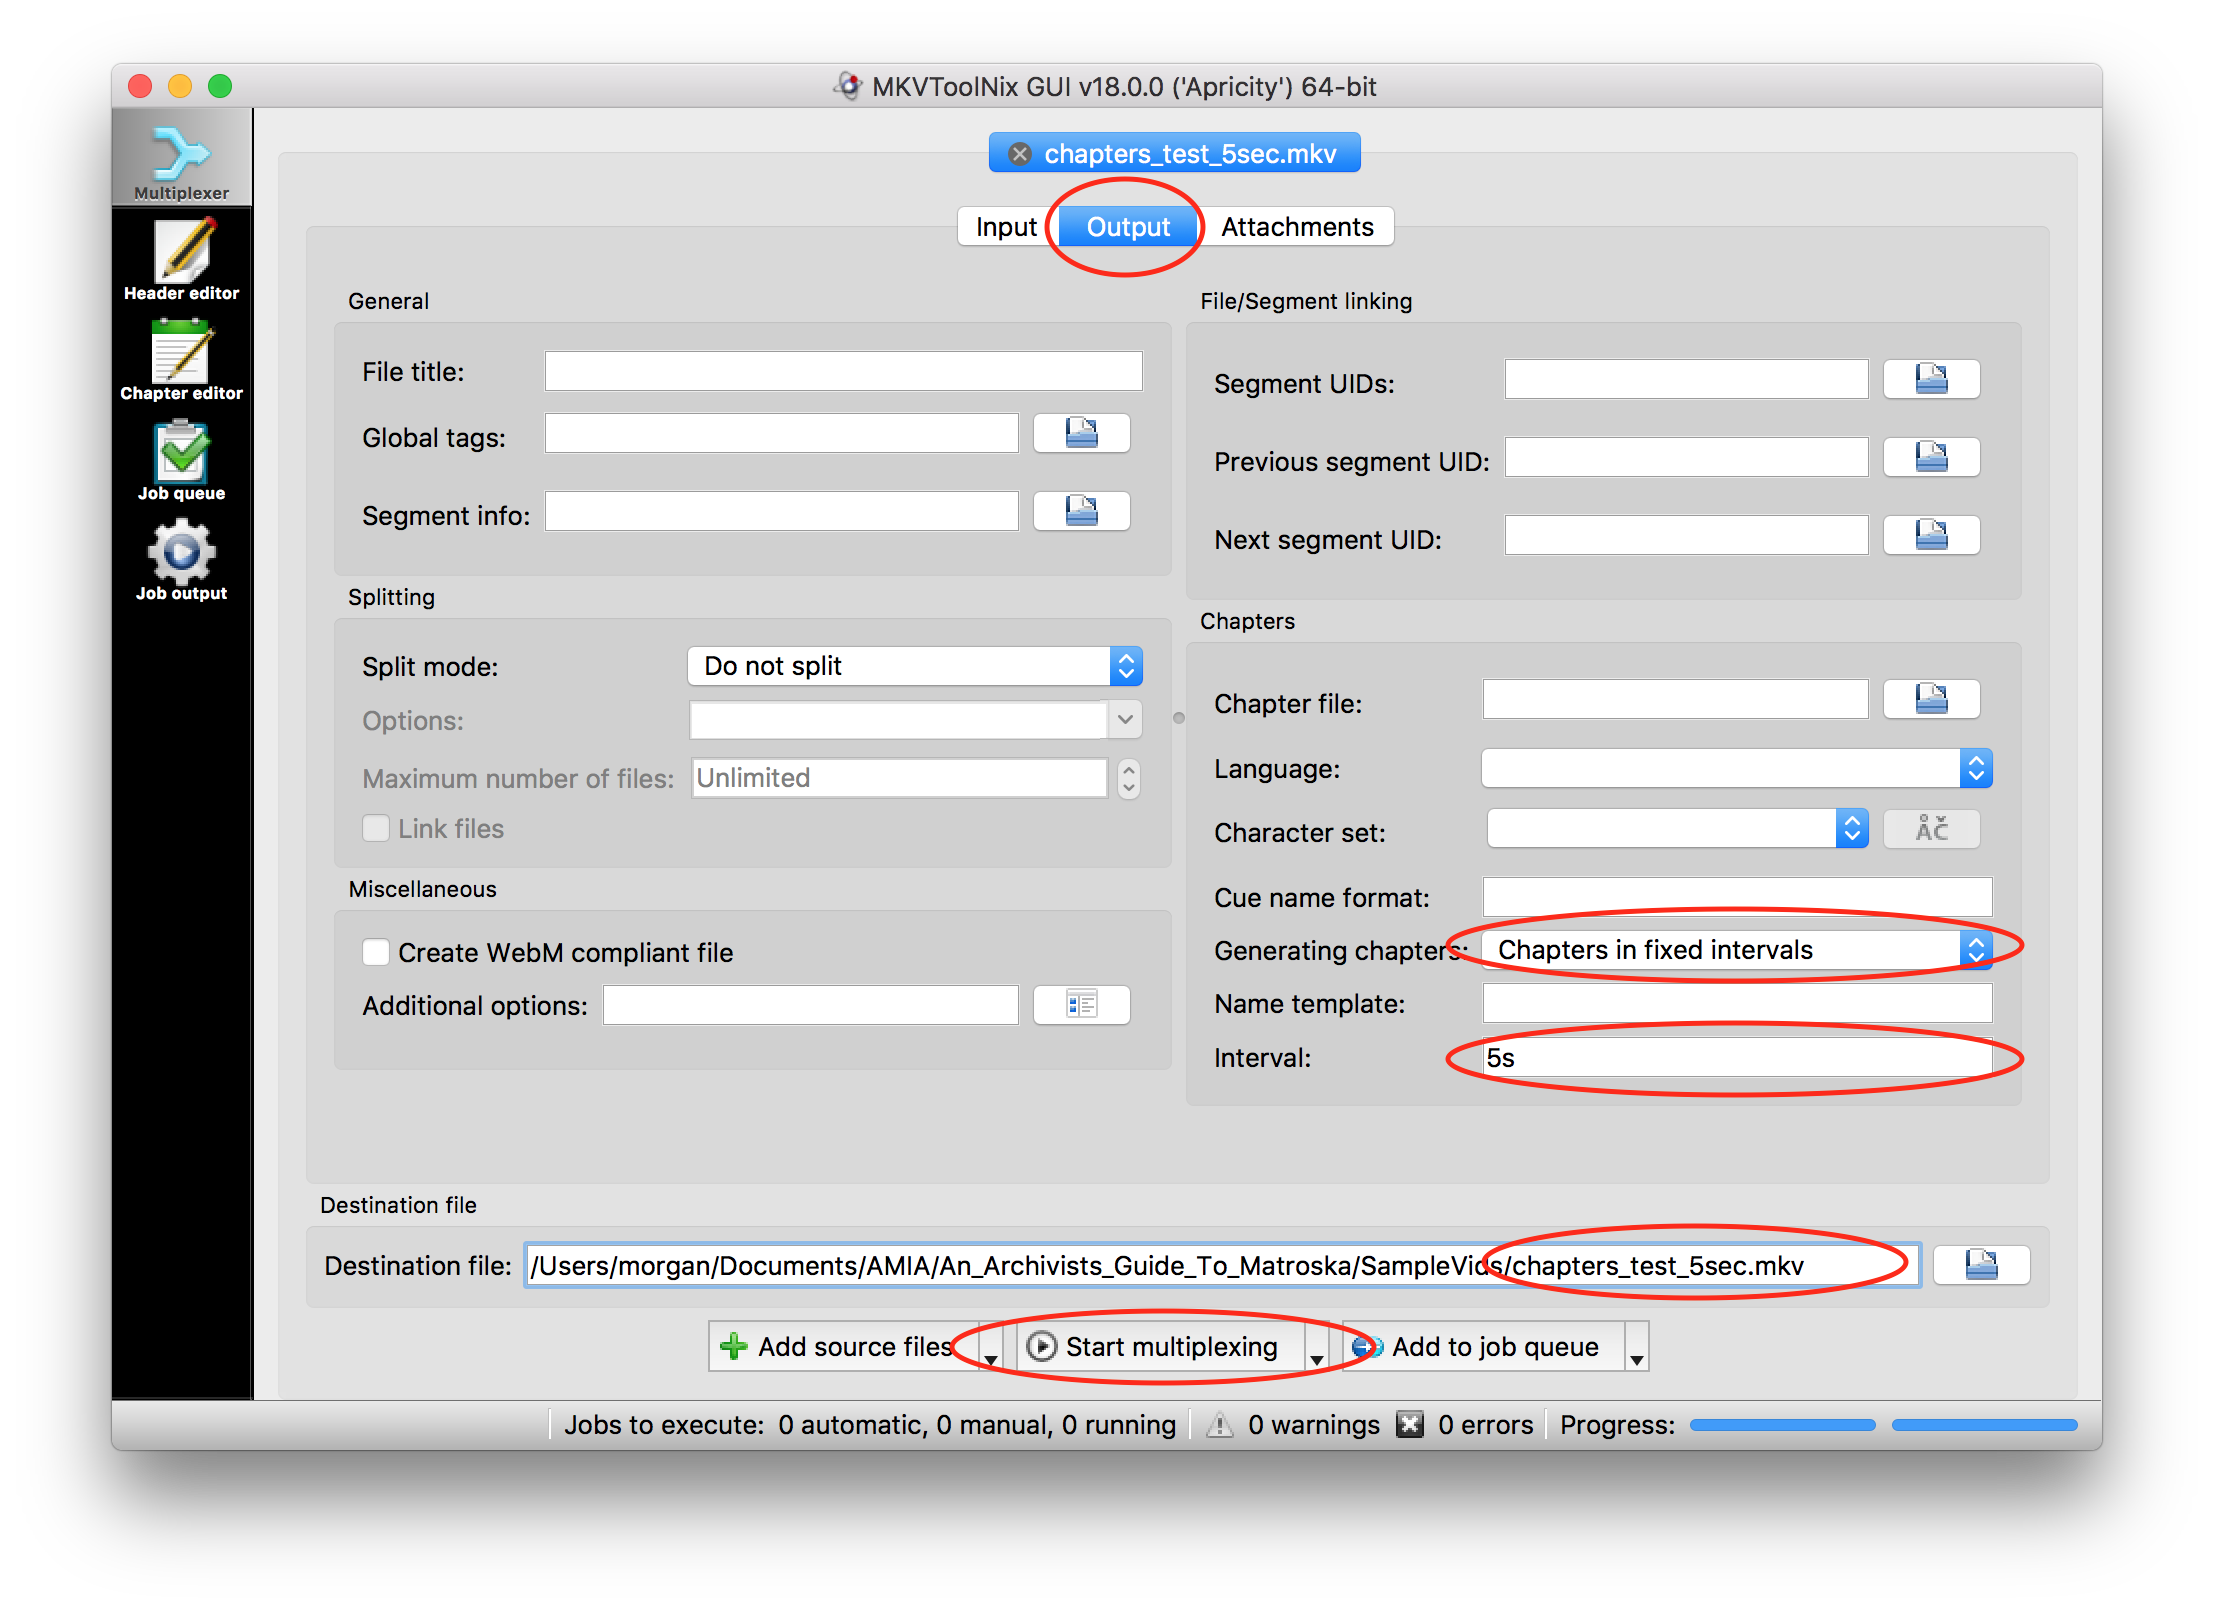 MKVToolNix GUI v18.0.0 ('Apricity') 64-bit
Multiplexer
Header editor
Chapter editor
Job queue
Job output
chapters_test_5sec.mkv
Input Output Attachments
General
File title:
Global tags:
Segment info:
Splitting
Split mode: Do not split
Options:
Maximum number of files: Unlimited
Link files
Miscellaneous
Create WebM compliant file
Additional options:
File/Segment linking
Segment UIDs:
Previous segment UID:
Next segment UID:
Chapters
Chapter file:
Language:
Character set: ÅČ
Cue name format:
Generating chapters: Chapters in fixed intervals
Name template:
Interval: 5s
Destination file
Destination file: /Users/morgan/Documents/AMIA/An_Archivists_Guide_To_Matroska/SampleVids/chapters_test_5sec.mkv
Add source files Start multiplexing Add to job queue
Jobs to execute: 0 automatic, 0 manual, 0 running 0 warnings 0 errors Progress: